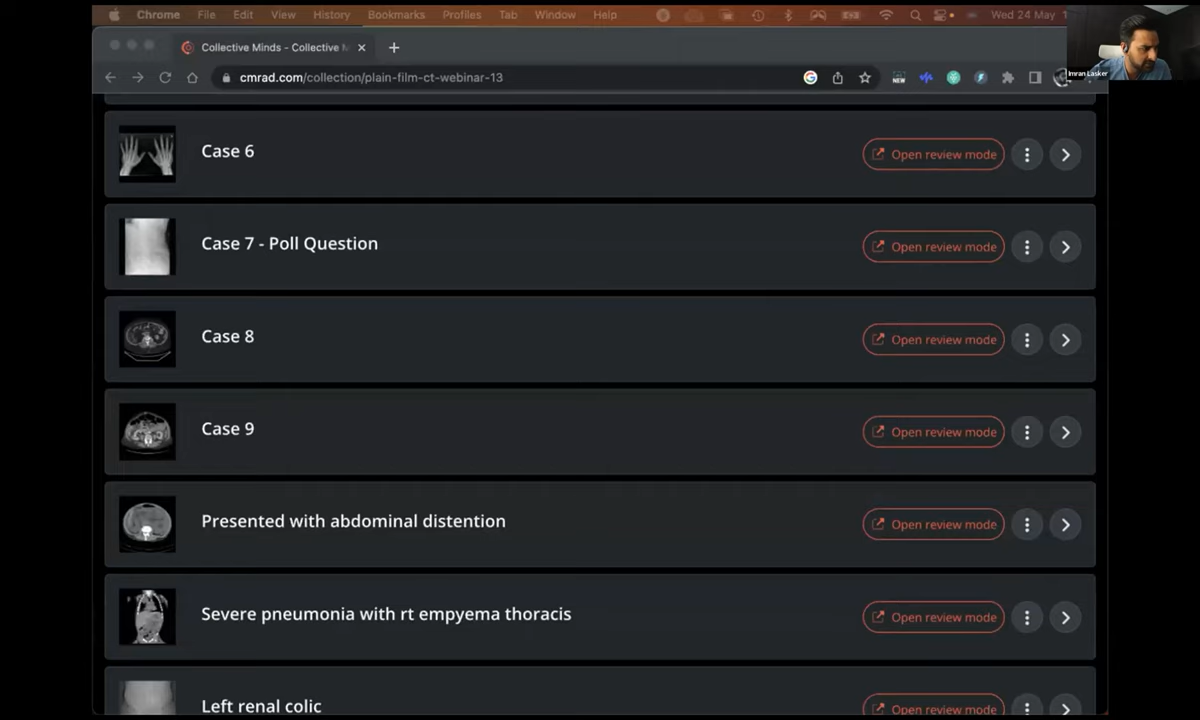 Chrome File Edit View History Bookmarks Profiles Tab Window Help Wed 24 May 1
Collective Minds - Collective M
cmrad.com/collection/plain-film-ct-webinar-13
NEW
Imran Lasker
Case 6
Open review mode
Case 7 - Poll Question
Open review mode
Case 8
Open review mode
Case 9
Open review mode
Presented with abdominal distention
Open review mode
Severe pneumonia with rt empyema thoracis
Open review mode
Left renal colic
Open review mode